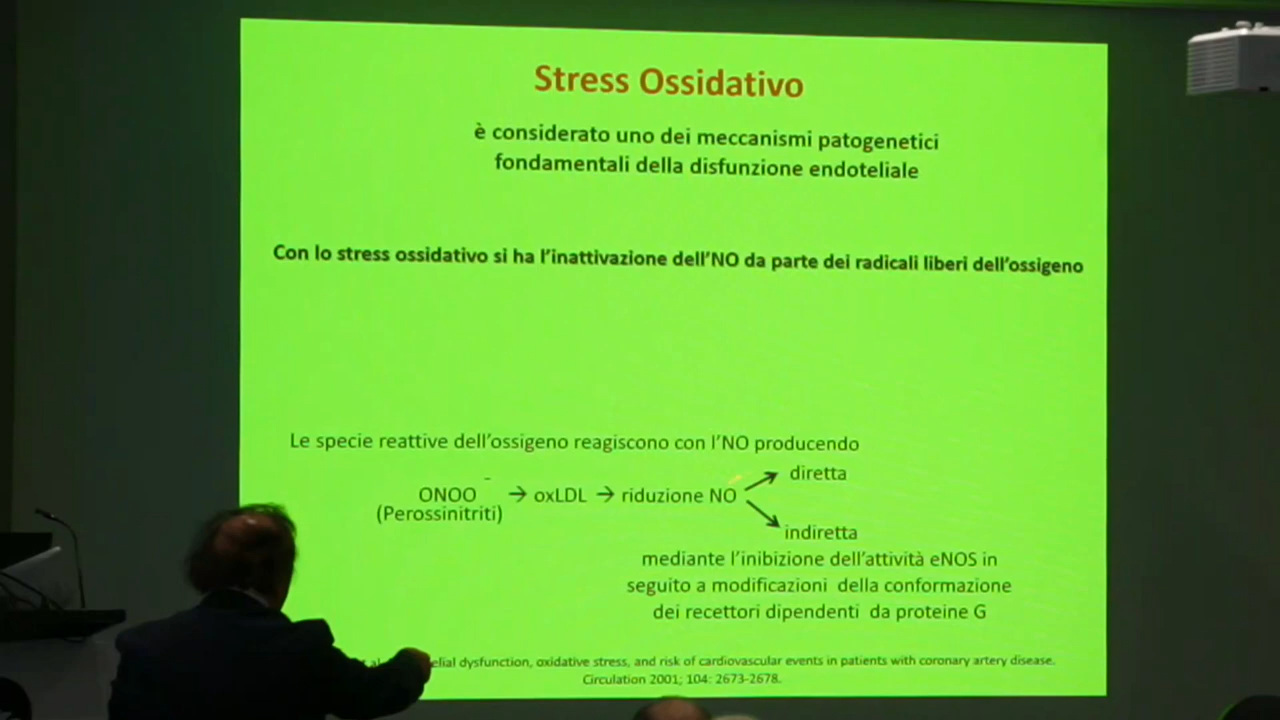 Stress Ossidativo
è considerato uno dei meccanismi patogenetici
fondamentali della disfunzione endoteliale
Con lo stress ossidativo si ha l'inattivazione dell'NO da parte dei radicali liberi dell'ossigeno
Le specie reattive dell'ossigeno reagiscono con l'NO producendo
diretta
ONOO⁻ → oxLDL → riduzione NO
(Perossinitriti)
indiretta
mediante l'inibizione dell'attività eNOS in
seguito a modificazioni della conformazione
dei recettori dipendenti da proteine G
dysfunction, oxidative stress, and risk of cardiovascular events in patients with coronary artery disease.
Circulation 2001; 104: 2673-2678.